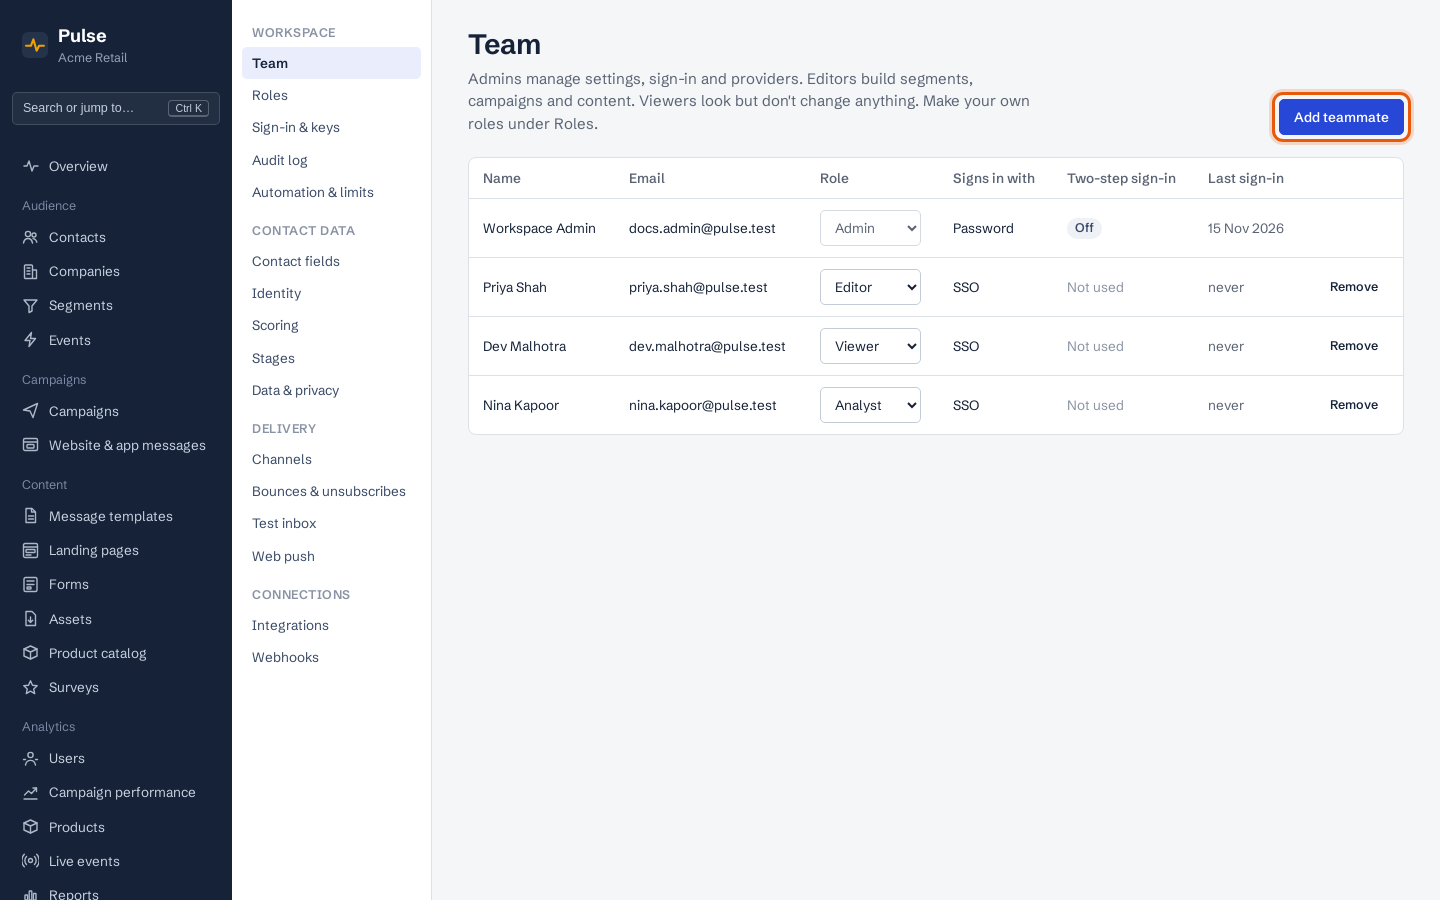 Pulse
Acme Retail
Search or jump to…
Ctrl K
Overview
Audience
Contacts
Companies
Segments
Events
Campaigns
Campaigns
Website & app messages
Content
Message templates
Landing pages
Forms
Assets
Product catalog
Surveys
Analytics
Users
Campaign performance
Products
Live events
Reports
WORKSPACE
Team
Roles
Sign-in & keys
Audit log
Automation & limits
CONTACT DATA
Contact fields
Identity
Scoring
Stages
Data & privacy
DELIVERY
Channels
Bounces & unsubscribes
Test inbox
Web push
CONNECTIONS
Integrations
Webhooks
Team
Admins manage settings, sign-in and providers. Editors build segments,
campaigns and content. Viewers look but don't change anything. Make your own
roles under Roles.
Add teammate
Name Email Role Signs in with Two-step sign-in Last sign-in
Workspace Admin docs.admin@pulse.test Admin Password Off 15 Nov 2026
Priya Shah priya.shah@pulse.test Editor SSO Not used never Remove
Dev Malhotra dev.malhotra@pulse.test Viewer SSO Not used never Remove
Nina Kapoor nina.kapoor@pulse.test Analyst SSO Not used never Remove